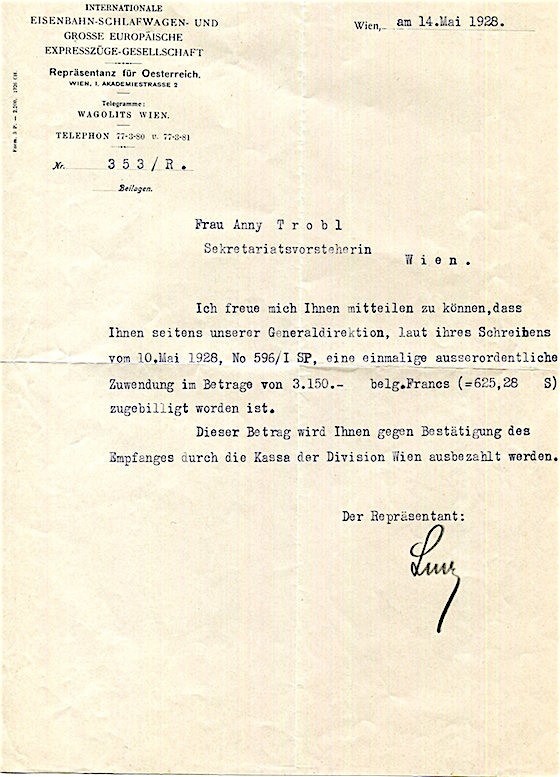 INTERNATIONALE
EISENBAHN-SCHLAFWAGEN- UND
GROSSE EUROPÄISCHE
EXPRESSZÜGE-GESELLSCHAFT
Repräsentanz für Oesterreich.
WIEN, I. AKADEMIESTRASSE 2
Telegramme:
WAGOLITS WIEN.
TELEPHON 77-3-80 u. 77-3-81
Nr. 353/R.
Beilagen.
Wien, am 14.Mai 1928.
Frau Anny Trobl
Sekretariatsvorsteherin
Wien.
Ich freue mich Ihnen mitteilen zu können,dass
Ihnen seitens unserer Generaldirektion, laut ihres Schreibens
vom 10.Mai 1928, No 596/I SP, eine einmalige ausserordentliche
Zuwendung im Betrage von 3.150.- belg.Francs (=625,28 S)
zugebilligt worden ist.
Dieser Betrag wird Ihnen gegen Bestätigung des
Empfanges durch die Kassa der Division Wien ausbezahlt werden.
Der Repräsentant: